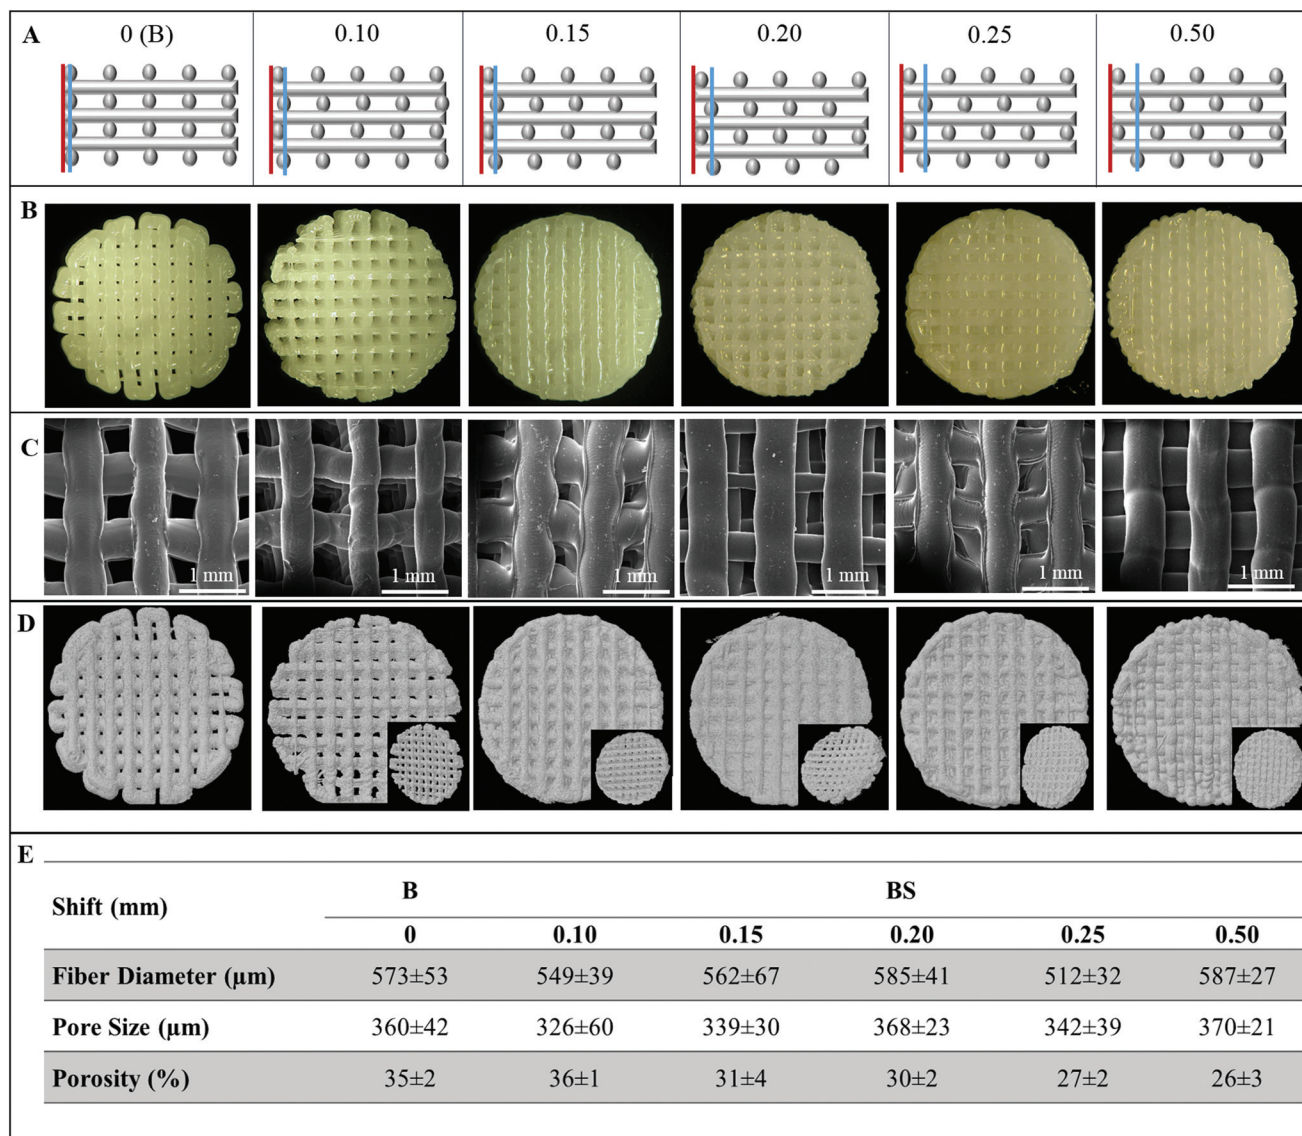 A 0 (B) 0.10 0.15 0.20 0.25 0.50
B
C
1 mm 1 mm 1 mm 1 mm 1 mm 1 mm
D
E
Shift (mm) B BS
0 0.10 0.15 0.20 0.25 0.50
Fiber Diameter (µm) 573±53 549±39 562±67 585±41 512±32 587±27
Pore Size (µm) 360±42 326±60 339±30 368±23 342±39 370±21
Porosity (%) 35±2 36±1 31±4 30±2 27±2 26±3